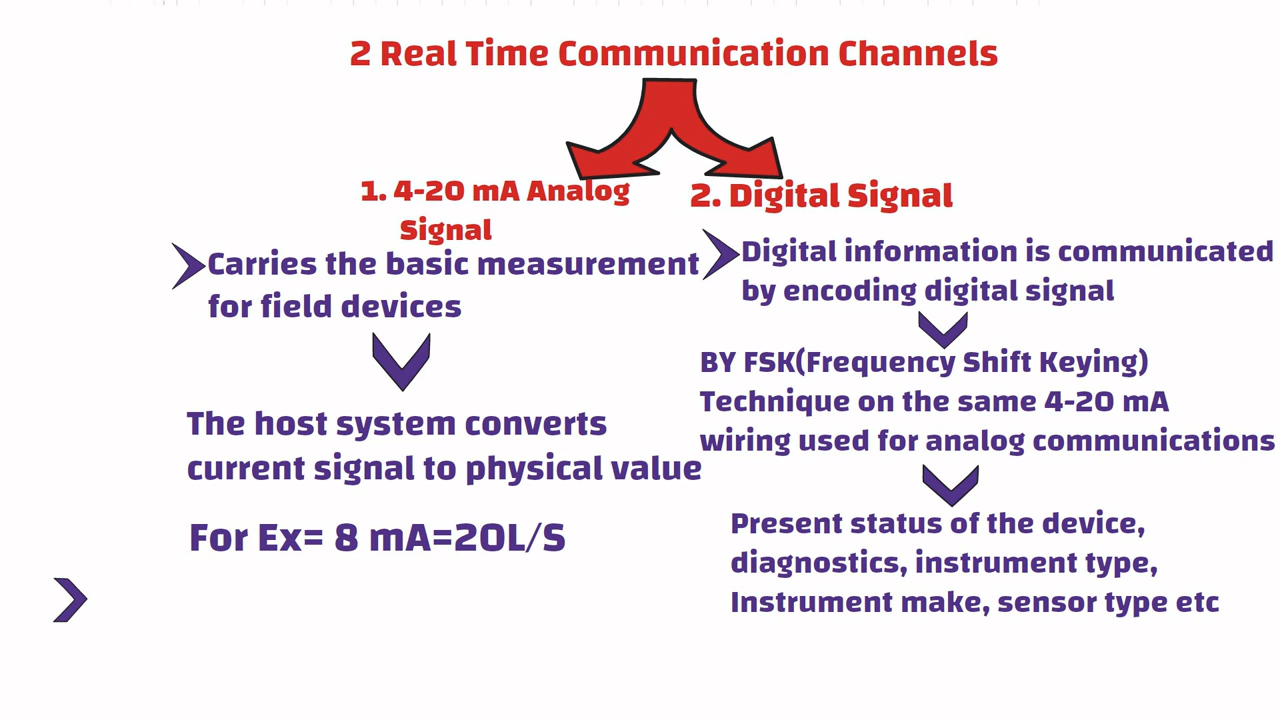 2 Real Time Communication Channels
1. 4-20 mA Analog
Signal
Carries the basic measurement
for field devices
The host system converts
current signal to physical value
For Ex= 8 mA=20L/S
2. Digital Signal
Digital information is communicated
by encoding digital signal
BY FSK(Frequency Shift Keying)
Technique on the same 4-20 mA
wiring used for analog communications
Present status of the device,
diagnostics, instrument type,
Instrument make, sensor type etc